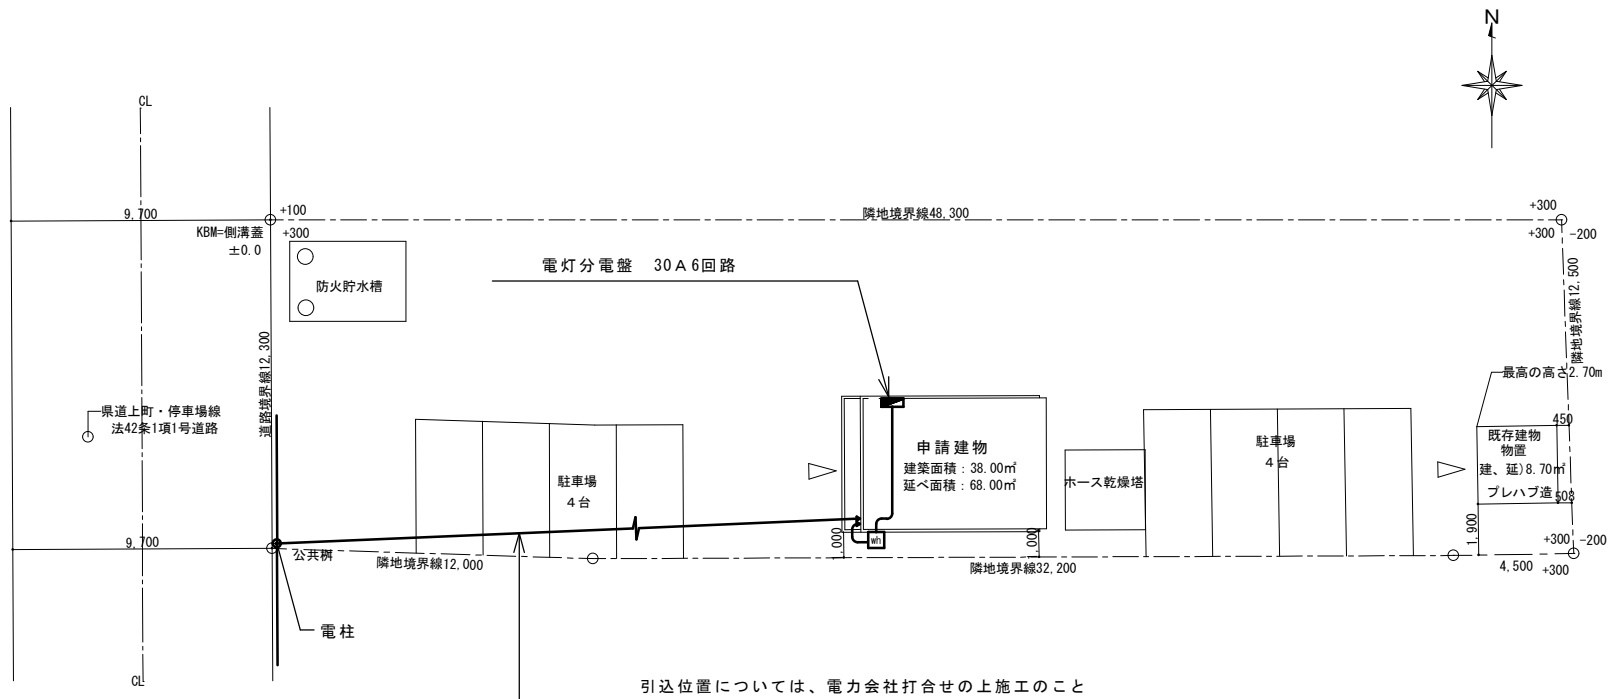 N
CL
9,700
+100
隣地境界線48,300
+300
KBM=側溝蓋
+300
±0.0
+300
-200
電灯分電盤 30A6回路
防火貯水槽
隣地境界線12,500
道路境界線12,300
最高の高さ2.70m
県道上町・停車場線
法42条1項1号道路
450
申請建物
建築面積：38.00㎡
延べ面積：68.00㎡
駐車場
4台
既存建物
物置
建、延)8.70㎡
プレハブ造
508
駐車場
4台
ホース乾燥塔
wh
,000
,000
1,900
9,700
公共桝
隣地境界線12,000
隣地境界線32,200
4,500
+300
-200
+300
電柱
CL
引込位置については、電力会社打合せの上施工のこと